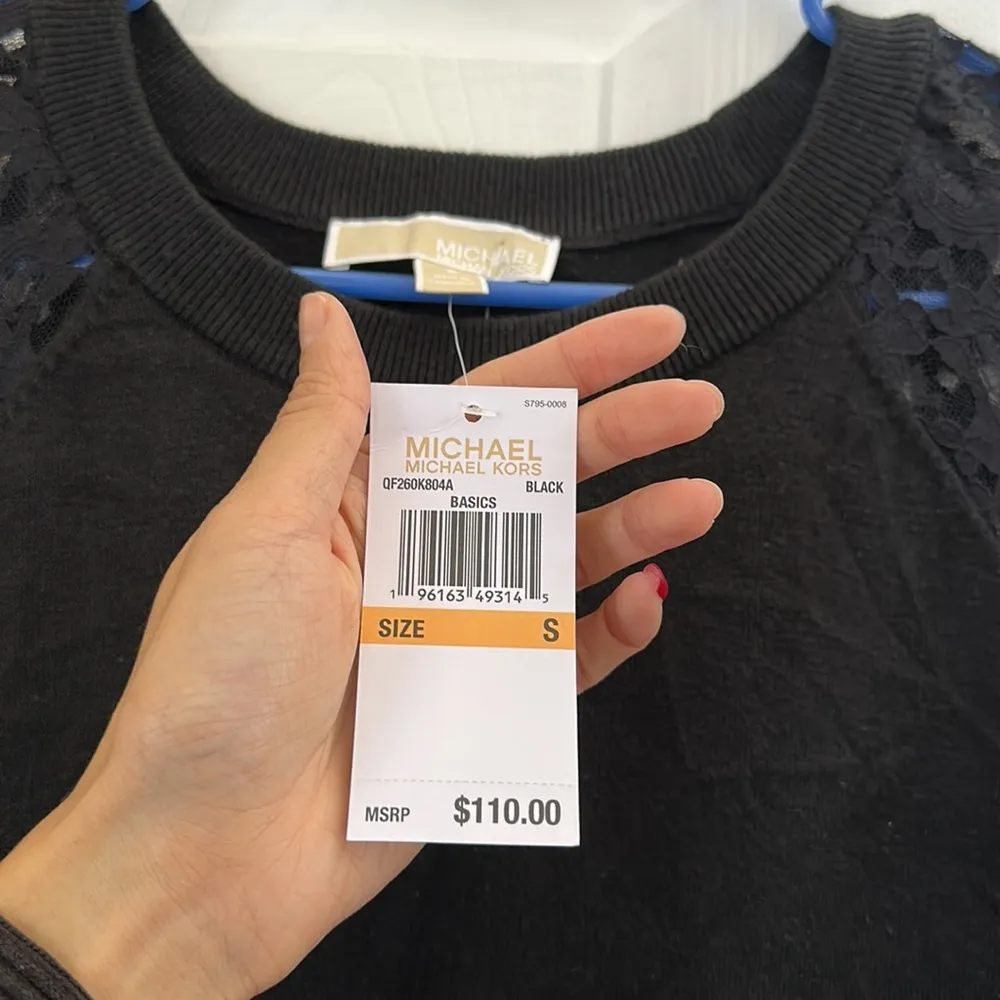 MICHAEL
S795-0008
MICHAEL
MICHAEL KORS
QF260K804A BLACK
BASICS
1 96163 49314 5
SIZE S
MSRP $110.00